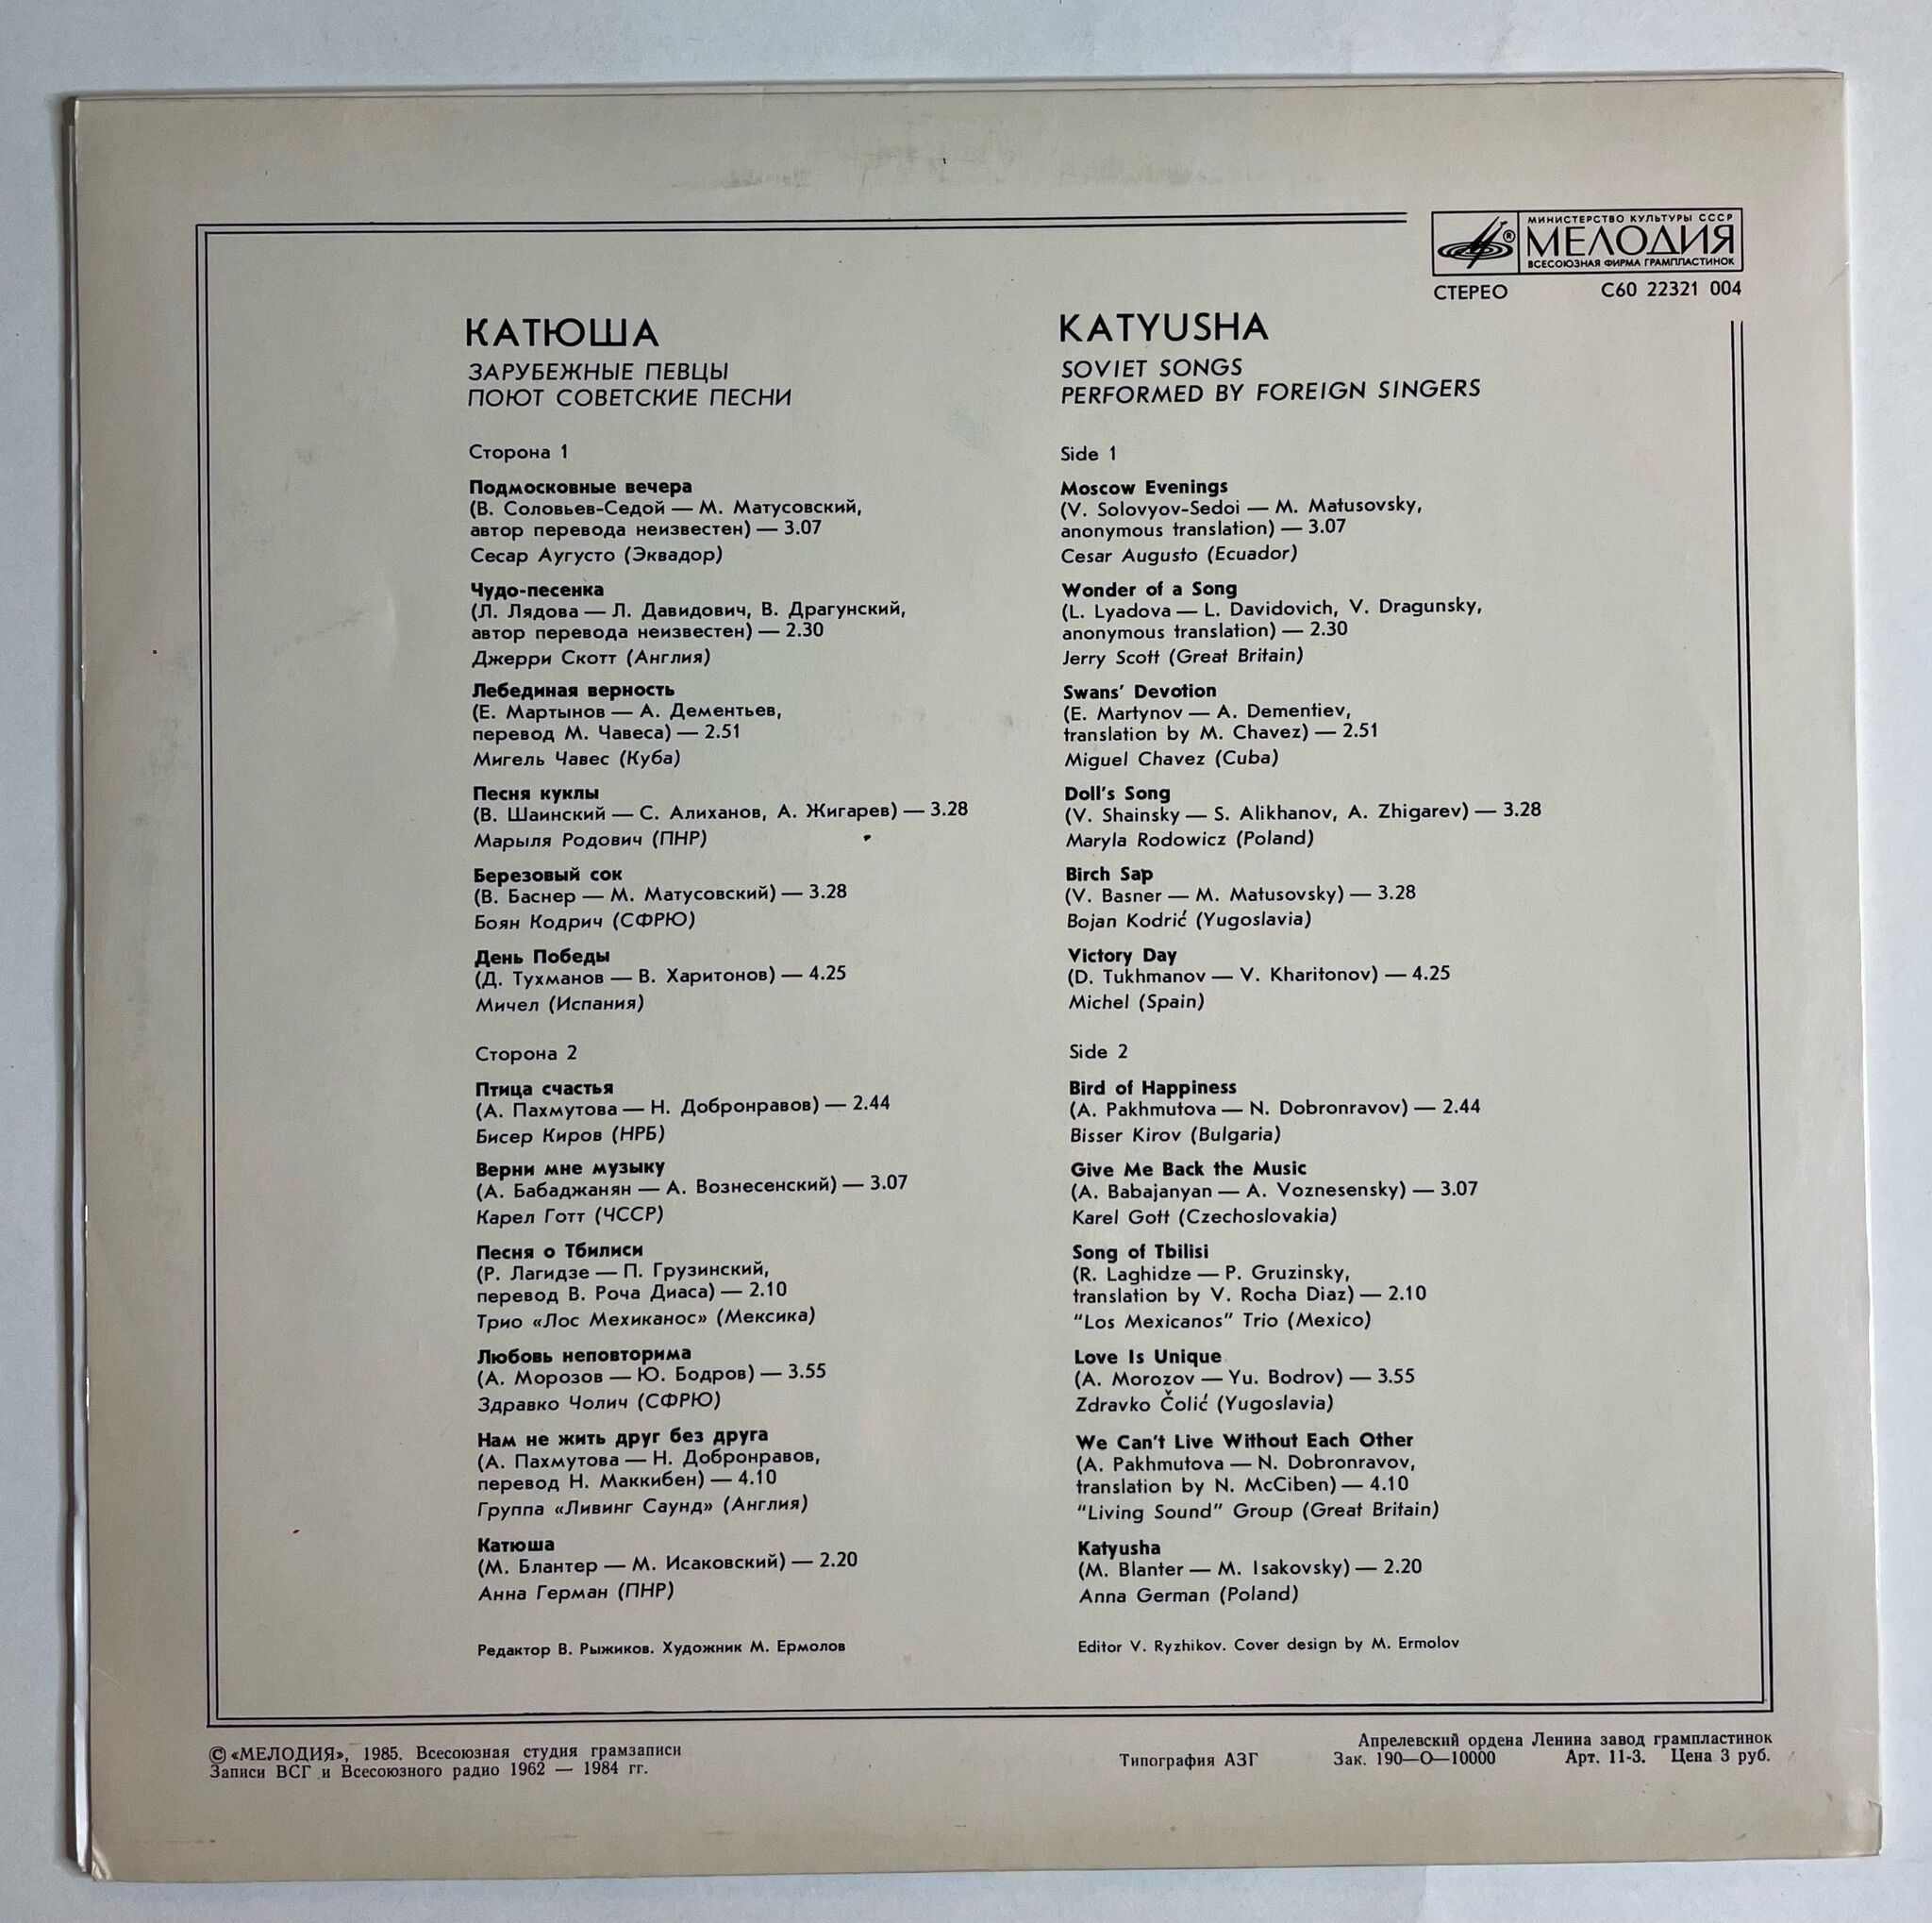 МИНИСТЕРСТВО КУЛЬТУРЫ СССР
МЕЛОДИЯ
ВСЕСОЮЗНАЯ ФИРМА ГРАМПЛАСТИНОК
СТЕРЕО С60 22321 004
КАТЮША
ЗАРУБЕЖНЫЕ ПЕВЦЫ
ПОЮТ СОВЕТСКИЕ ПЕСНИ
Сторона 1
Подмосковные вечера
(В. Соловьев-Седой — М. Матусовский,
автор перевода неизвестен) — 3.07
Сесар Аугусто (Эквадор)
Чудо-песенка
(Л. Лядова — Л. Давидович, В. Драгунский,
автор перевода неизвестен) — 2.30
Джерри Скотт (Англия)
Лебединая верность
(Е. Мартынов — А. Дементьев,
перевод М. Чавеса) — 2.51
Мигель Чавес (Куба)
Песня куклы
(В. Шаинский — С. Алиханов, А. Жигарев) — 3.28
Марыля Родович (ПНР)
Березовый сок
(В. Баснер — М. Матусовский) — 3.28
Боян Кодрич (СФРЮ)
День Победы
(Д. Тухманов — В. Харитонов) — 4.25
Мичел (Испания)
Сторона 2
Птица счастья
(А. Пахмутова — Н. Добронравов) — 2.44
Бисер Киров (НРБ)
Верни мне музыку
(А. Бабаджанян — А. Вознесенский) — 3.07
Карел Готт (ЧССР)
Песня о Тбилиси
(Р. Лагидзе — П. Грузинский,
перевод В. Роча Диаса) — 2.10
Трио «Лос Мехиканос» (Мексика)
Любовь неповторима
(А. Морозов — Ю. Бодров) — 3.55
Здравко Чолич (СФРЮ)
Нам не жить друг без друга
(А. Пахмутова — Н. Добронравов,
перевод Н. Маккибен) — 4.10
Группа «Ливинг Саунд» (Англия)
Катюша
(М. Блантер — М. Исаковский) — 2.20
Анна Герман (ПНР)
Редактор В. Рыжиков. Художник М. Ермолов
KATYUSHA
SOVIET SONGS
PERFORMED BY FOREIGN SINGERS
Side 1
Moscow Evenings
(V. Solovyov-Sedoi — M. Matusovsky,
anonymous translation) — 3.07
Cesar Augusto (Ecuador)
Wonder of a Song
(L. Lyadova — L. Davidovich, V. Dragunsky,
anonymous translation) — 2.30
Jerry Scott (Great Britain)
Swans' Devotion
(E. Martynov — A. Dementiev,
translation by M. Chavez) — 2.51
Miguel Chavez (Cuba)
Doll's Song
(V. Shainsky — S. Alikhanov, A. Zhigarev) — 3.28
Maryla Rodowicz (Poland)
Birch Sap
(V. Basner — M. Matusovsky) — 3.28
Bojan Kodrić (Yugoslavia)
Victory Day
(D. Tukhmanov — V. Kharitonov) — 4.25
Michel (Spain)
Side 2
Bird of Happiness
(A. Pakhmutova — N. Dobronravov) — 2.44
Bisser Kirov (Bulgaria)
Give Me Back the Music
(A. Babajanyan — A. Voznesensky) — 3.07
Karel Gott (Czechoslovakia)
Song of Tbilisi
(R. Laghidze — P. Gruzinsky,
translation by V. Rocha Diaz) — 2.10
"Los Mexicanos" Trio (Mexico)
Love Is Unique
(A. Morozov — Yu. Bodrov) — 3.55
Zdravko Čolić (Yugoslavia)
We Can't Live Without Each Other
(A. Pakhmutova — N. Dobronravov,
translation by N. McCiben) — 4.10
"Living Sound" Group (Great Britain)
Katyusha
(M. Blanter — M. Isakovsky) — 2.20
Anna German (Poland)
Editor V. Ryzhikov. Cover design by M. Ermolov
© «МЕЛОДИЯ», 1985. Всесоюзная студия грамзаписи
Записи ВСГ и Всесоюзного радио 1962 — 1984 гг.
Апрелевский ордена Ленина завод грампластинок
Типография АЗГ Зак. 190—О—10000 Арт. 11-3. Цена 3 руб.